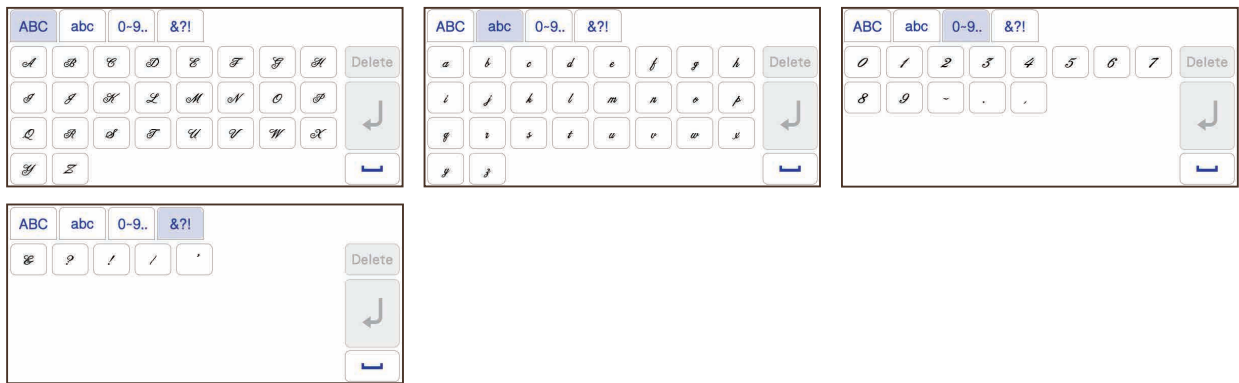 ABC abc 0~9.. &?!
A B C D E F G H Delete
I J K L M N O P
Q R S T U V W X
Y Z
ABC abc 0~9.. &?!
a b c d e f g h Delete
i j k l m n o p
q r s t u v w x
y z
ABC abc 0~9.. &?!
0 1 2 3 4 5 6 7 Delete
8 9 - . ,
ABC abc 0~9.. &?!
& ? ! / ' Delete